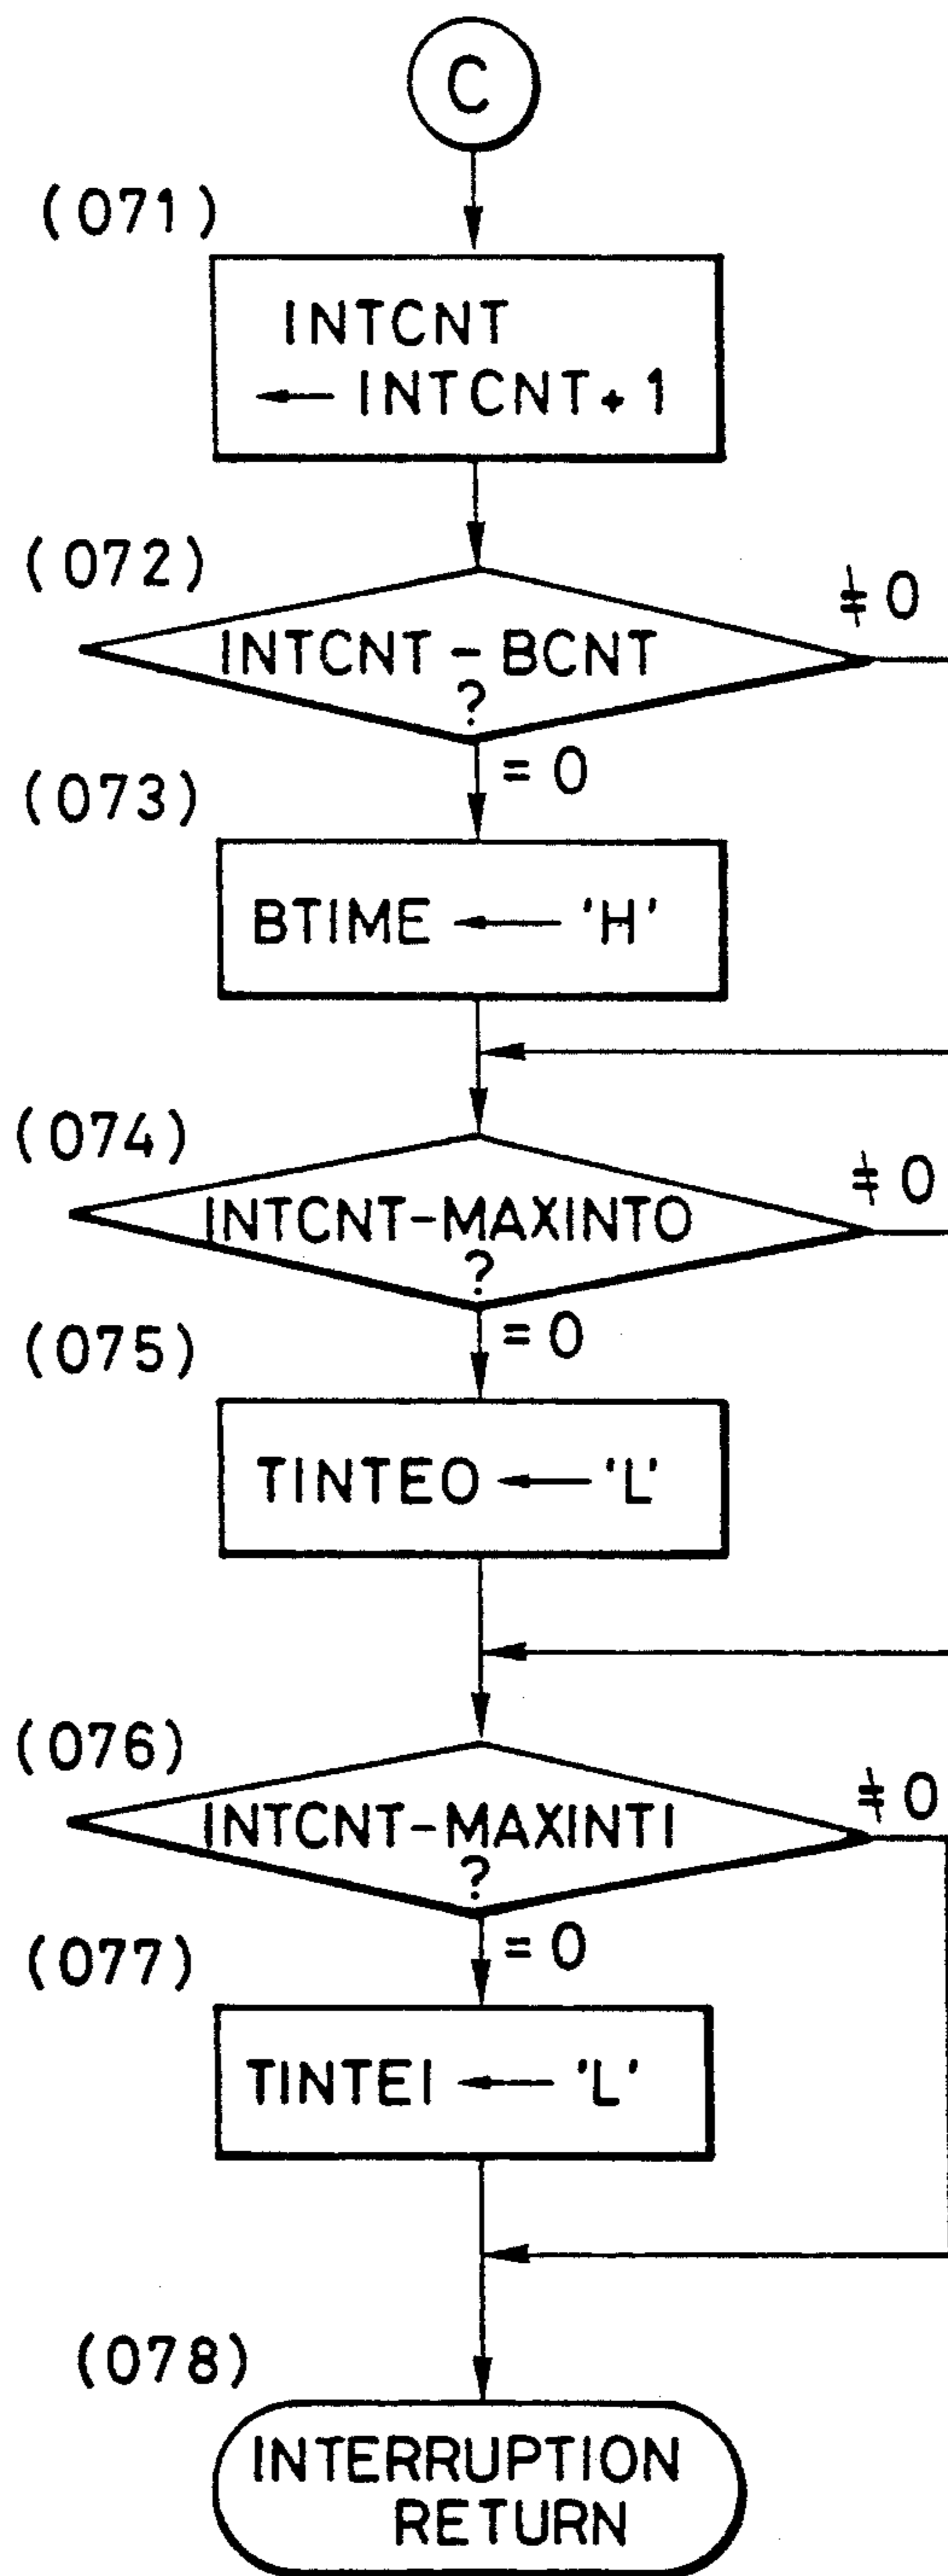 C
(071)
INTCNT
← INTCNT + 1
(072)
INTCNT - BCNT
?
≠ 0
= 0
(073)
BTIME ← 'H'
(074)
INTCNT-MAXINTO
?
≠ 0
= 0
(075)
TINTEO ← 'L'
(076)
INTCNT-MAXINTI
?
≠ 0
= 0
(077)
TINTEI ← 'L'
(078)
INTERRUPTION
RETURN